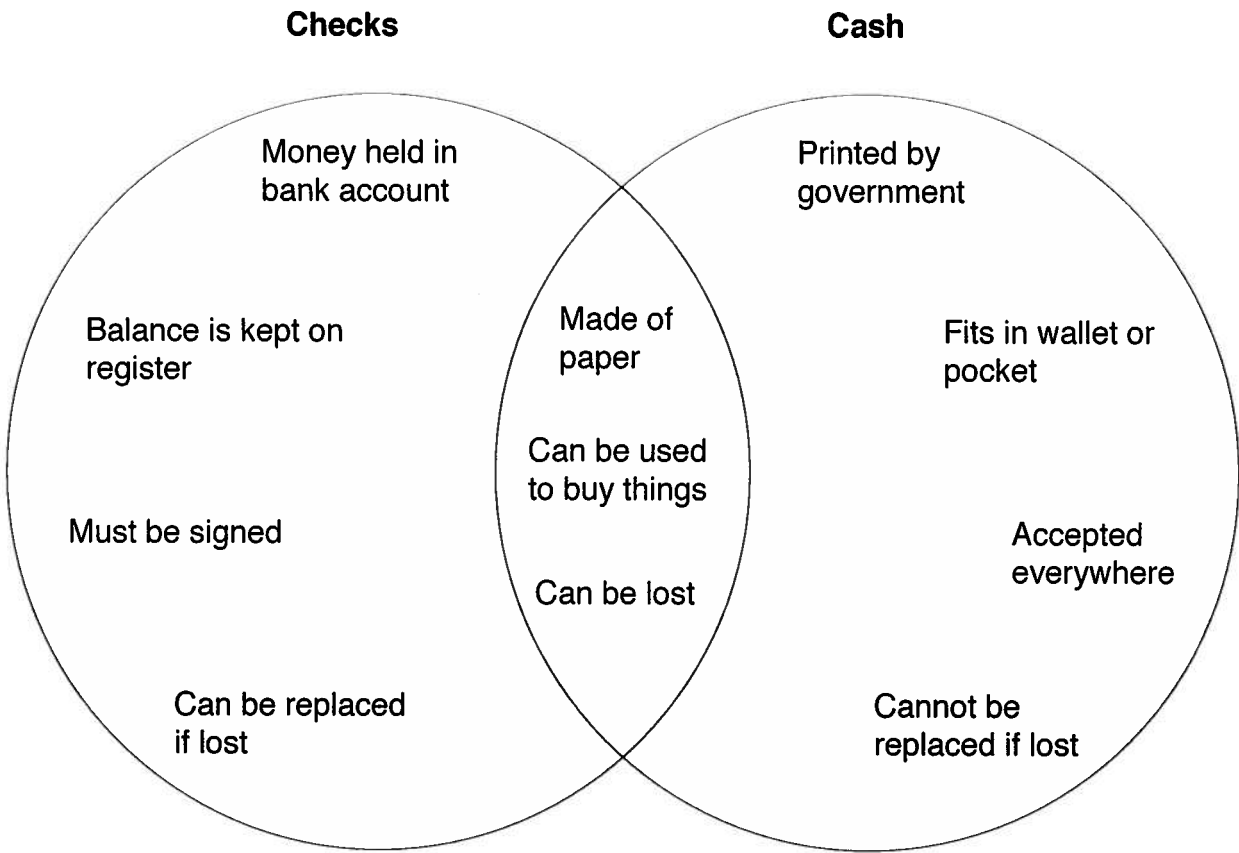 Checks
Cash
Money held in
bank account
Balance is kept on
register
Must be signed
Can be replaced
if lost
Made of
paper
Can be used
to buy things
Can be lost
Printed by
government
Fits in wallet or
pocket
Accepted
everywhere
Cannot be
replaced if lost